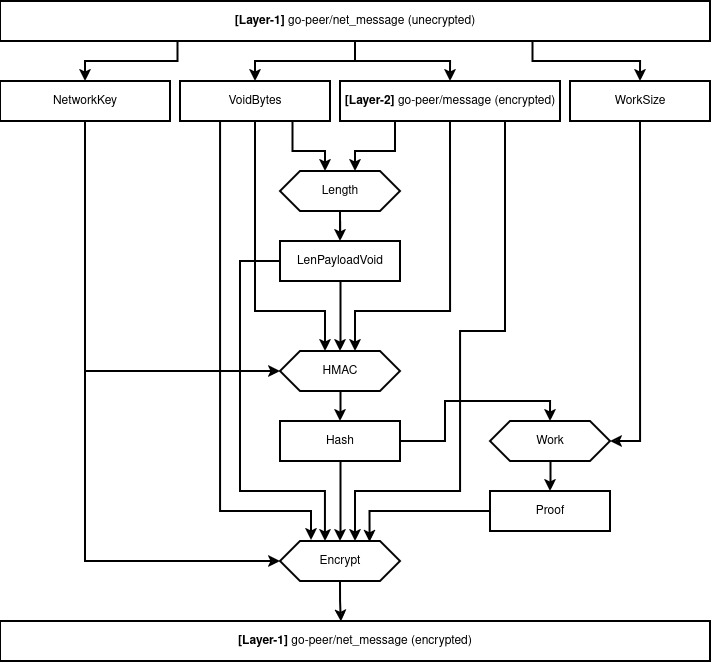 [Layer-1] go-peer/net_message (unecrypted)
NetworkKey
VoidBytes
[Layer-2] go-peer/message (encrypted)
WorkSize
Length
LenPayloadVoid
HMAC
Hash
Work
Proof
Encrypt
[Layer-1] go-peer/net_message (encrypted)